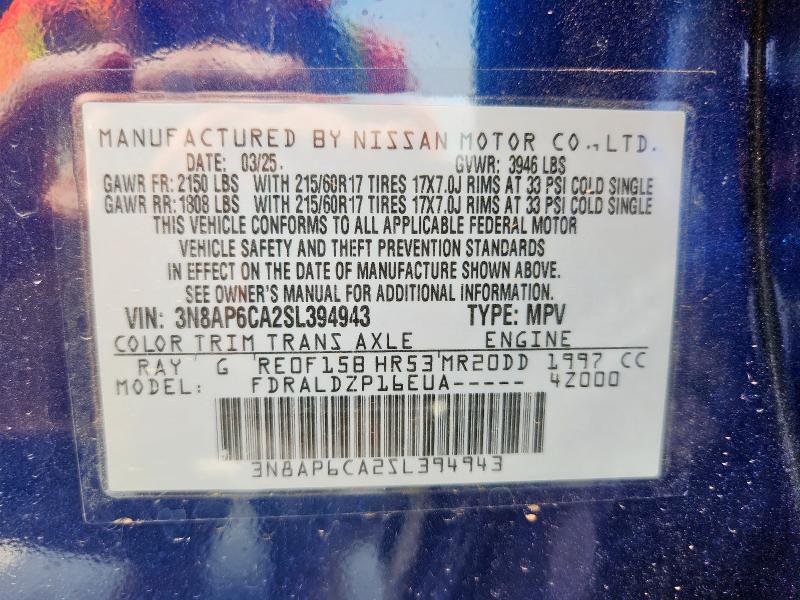 MANUFACTURED BY NISSAN MOTOR CO., LTD.
DATE: 03/25. GVWR: 3946 LBS
GAWR FR: 2150 LBS WITH 215/60R17 TIRES 17X7.0J RIMS AT 33 PSI COLD SINGLE
GAWR RR: 1808 LBS WITH 215/60R17 TIRES 17X7.0J RIMS AT 33 PSI COLD SINGLE
THIS VEHICLE CONFORMS TO ALL APPLICABLE FEDERAL MOTOR
VEHICLE SAFETY AND THEFT PREVENTION STANDARDS
IN EFFECT ON THE DATE OF MANUFACTURE SHOWN ABOVE.
SEE OWNER'S MANUAL FOR ADDITIONAL INFORMATION.
VIN: 3N8AP6CA2SL394943 TYPE: MPV
COLOR TRIM TRANS AXLE ENGINE
RAY G RE0F15B HR53 MR20DD 1997 CC
MODEL: FDRALDZP16EUA----- 4Z000
3N8AP6CA2SL394943